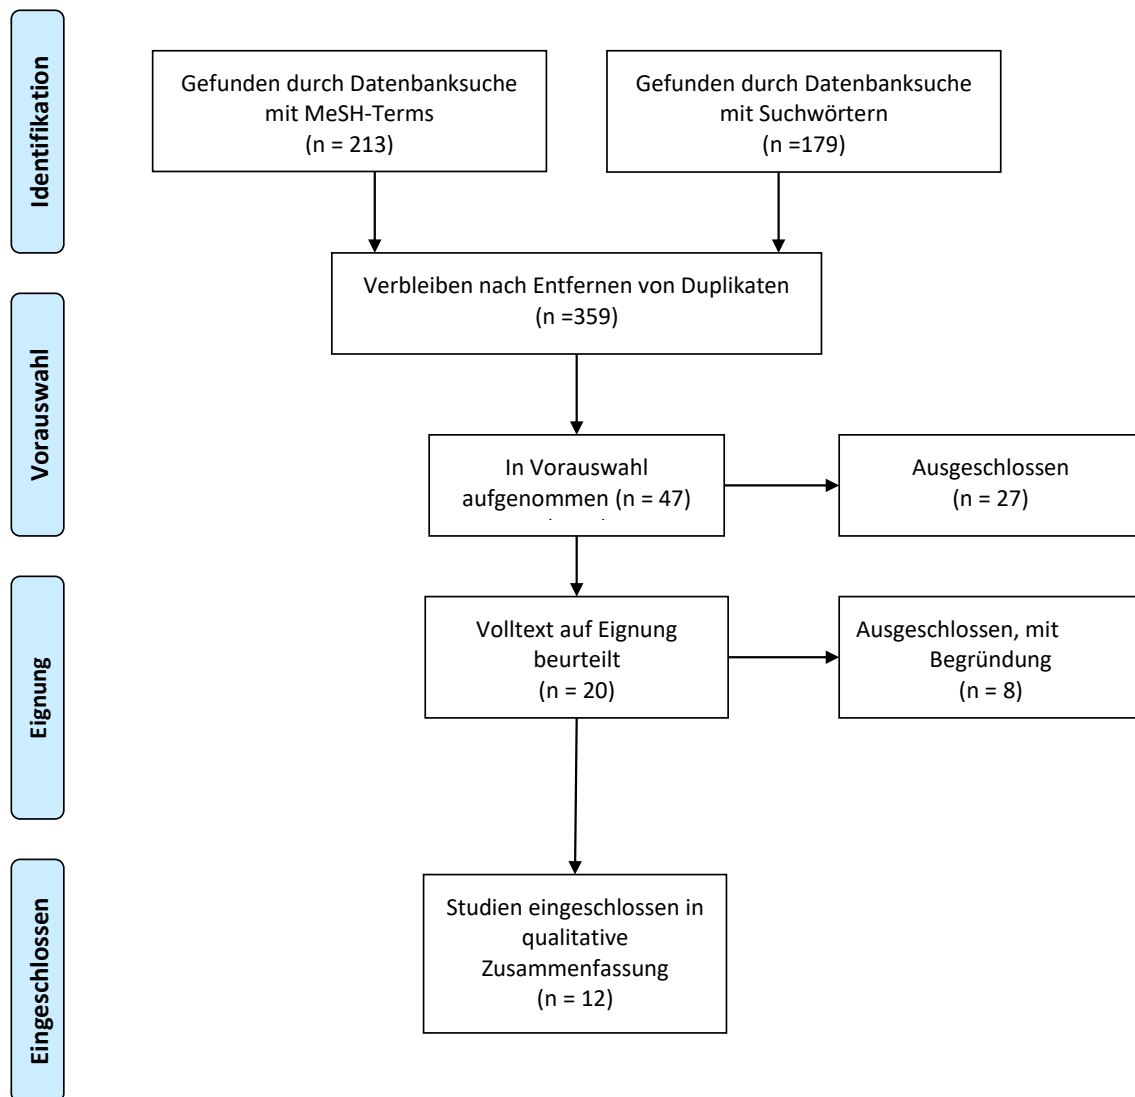 Identifikation
Gefunden durch Datenbanksuche
mit MeSH-Terms
(n = 213)
Gefunden durch Datenbanksuche
mit Suchwörtern
(n =179)
Verbleiben nach Entfernen von Duplikaten
(n =359)
Vorauswahl
In Vorauswahl
aufgenommen (n = 47)
Ausgeschlossen
(n = 27)
Eignung
Volltext auf Eignung
beurteilt
(n = 20)
Ausgeschlossen, mit
Begründung
(n = 8)
Eingeschlossen
Studien eingeschlossen in
qualitative
Zusammenfassung
(n = 12)